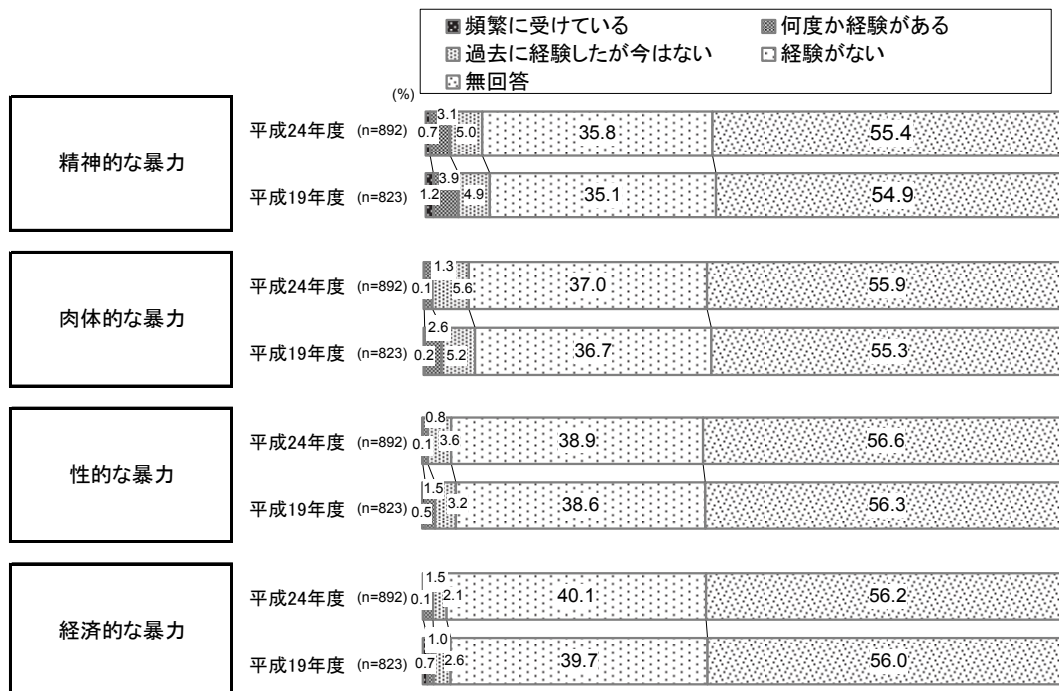 頻繁に受けている 何度か経験がある
過去に経験したが今はない 経験がない
無回答
(%)
精神的な暴力
平成24年度 (n=892) 0.7 3.1 5.0 35.8 55.4
平成19年度 (n=823) 1.2 3.9 4.9 35.1 54.9
肉体的な暴力
平成24年度 (n=892) 0.1 1.3 5.6 37.0 55.9
平成19年度 (n=823) 0.2 2.6 5.2 36.7 55.3
性的な暴力
平成24年度 (n=892) 0.1 0.8 3.6 38.9 56.6
平成19年度 (n=823) 0.5 1.5 3.2 38.6 56.3
経済的な暴力
平成24年度 (n=892) 0.1 1.5 2.1 40.1 56.2
平成19年度 (n=823) 0.7 1.0 2.6 39.7 56.0